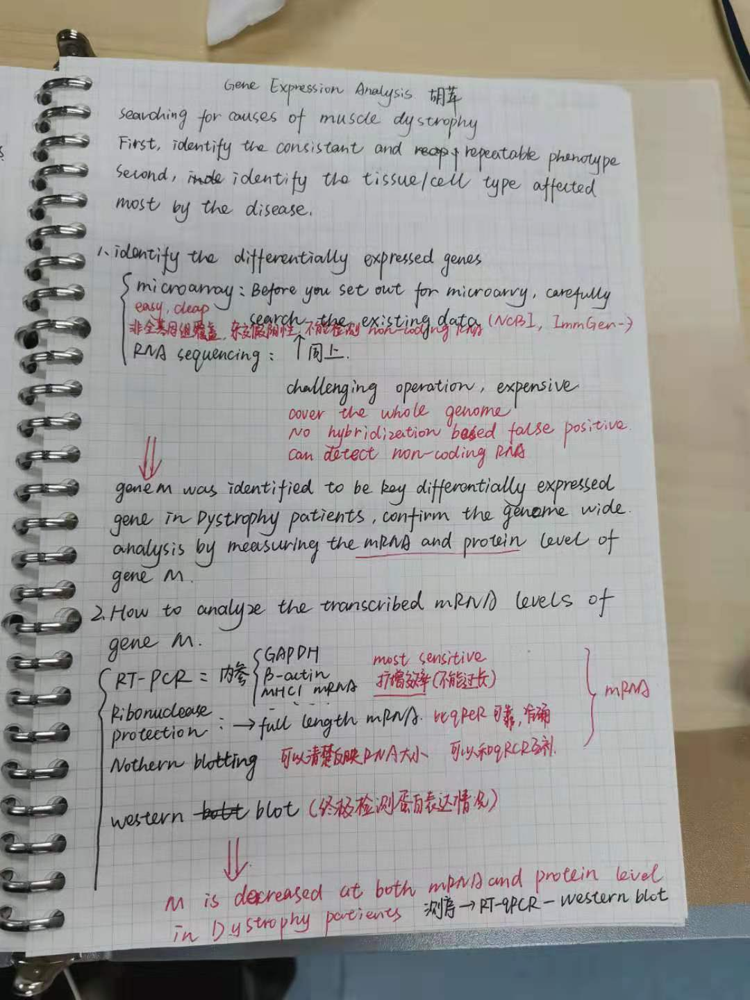 Gene Expression Analysis 胡苹
searching for causes of muscle dystrophy
First, identify the consistant and repeatable phenotype
second, identify the tissue/cell type affected
most by the disease.
1. identify the differentially expressed genes
microarray: Before you set out for microarry, carefully
easy, cleap
search the existing data (NCBI, ImmGen-)
非全基因组覆盖, 杂交假阳性, 不能检测 non-coding RNA
RNA sequencing: ↑同上.
challenging operation, expensive
cover the whole genome
No hybridization based false positive.
can detect non-coding RNA
gene M was identified to be key differentially expressed
gene in Dystrophy patients, confirm the genome wide.
analysis by measuring the mRNA and protein level of
gene M.
2. How to analyze the transcribed mRNA levels of
gene M.
RT-PCR = 内参 GAPDH most sensitive
β-actin 扩增效率(不能过长)
MHC1 mRNA
mRNA
Ribonuclease
protection: → full length mRNA. 比qPCR可靠,准确
Nothern blotting 可以清楚反映RNA大小 可以和qPCR互补.
western blot (终极检测蛋白表达情况)
M is decreased at both mRNA and protein level
in Dystrophy patients 测序→RT-qPCR-western blot